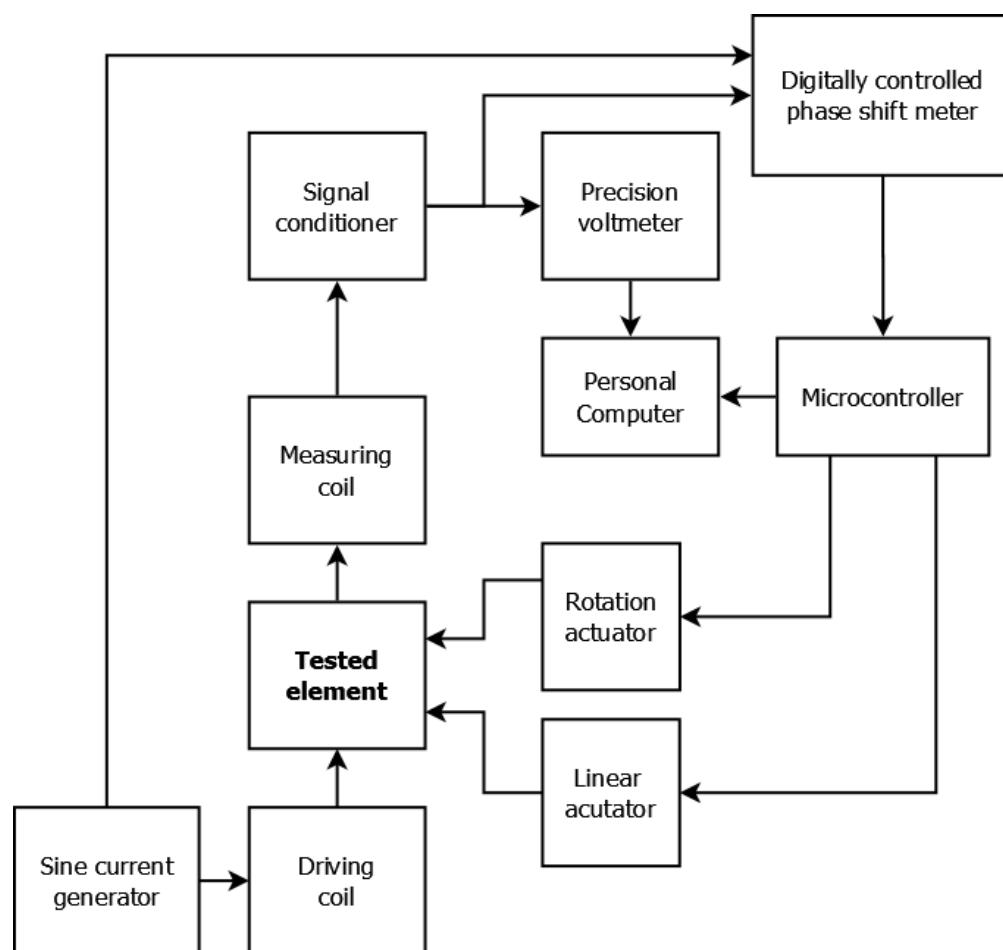 Digitally controlled
phase shift meter
Signal
conditioner
Precision
voltmeter
Personal
Computer
Microcontroller
Measuring
coil
Rotation
actuator
Tested
element
Linear
acutator
Sine current
generator
Driving
coil